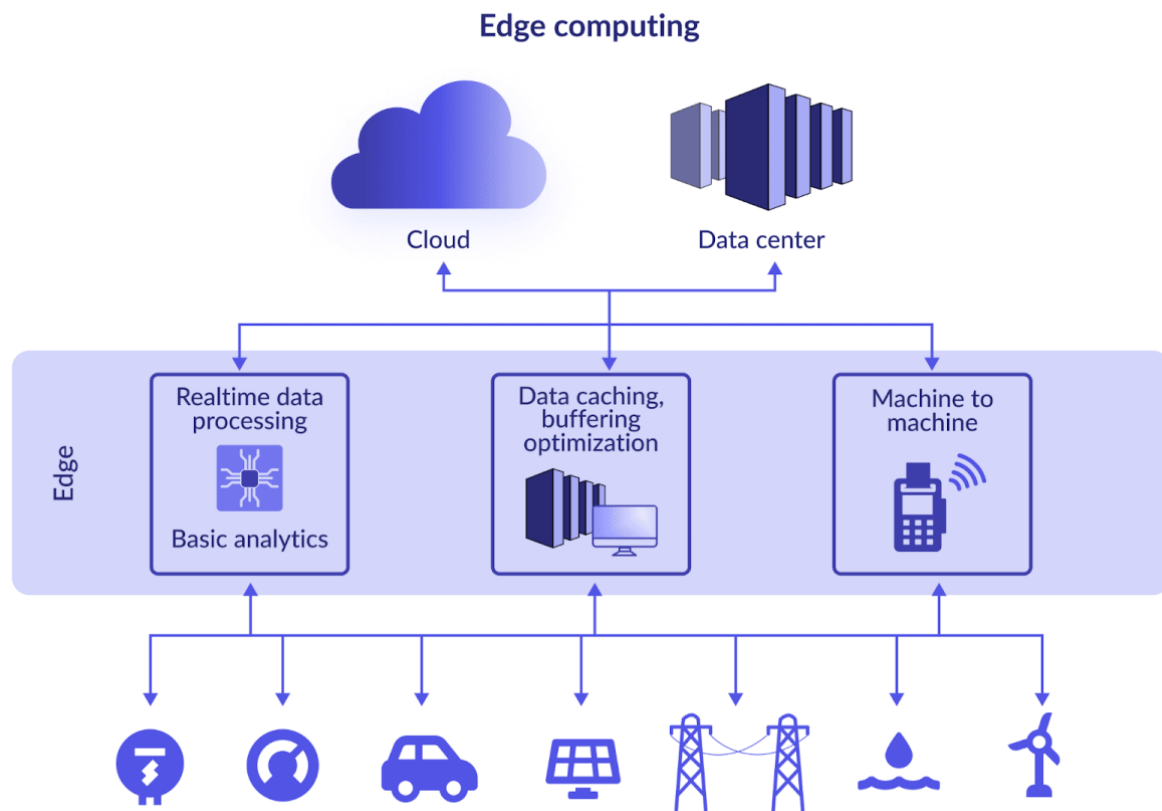 Edge computing
Cloud
Data center
Edge
Realtime data
processing
Basic analytics
Data caching,
buffering
optimization
Machine to
machine